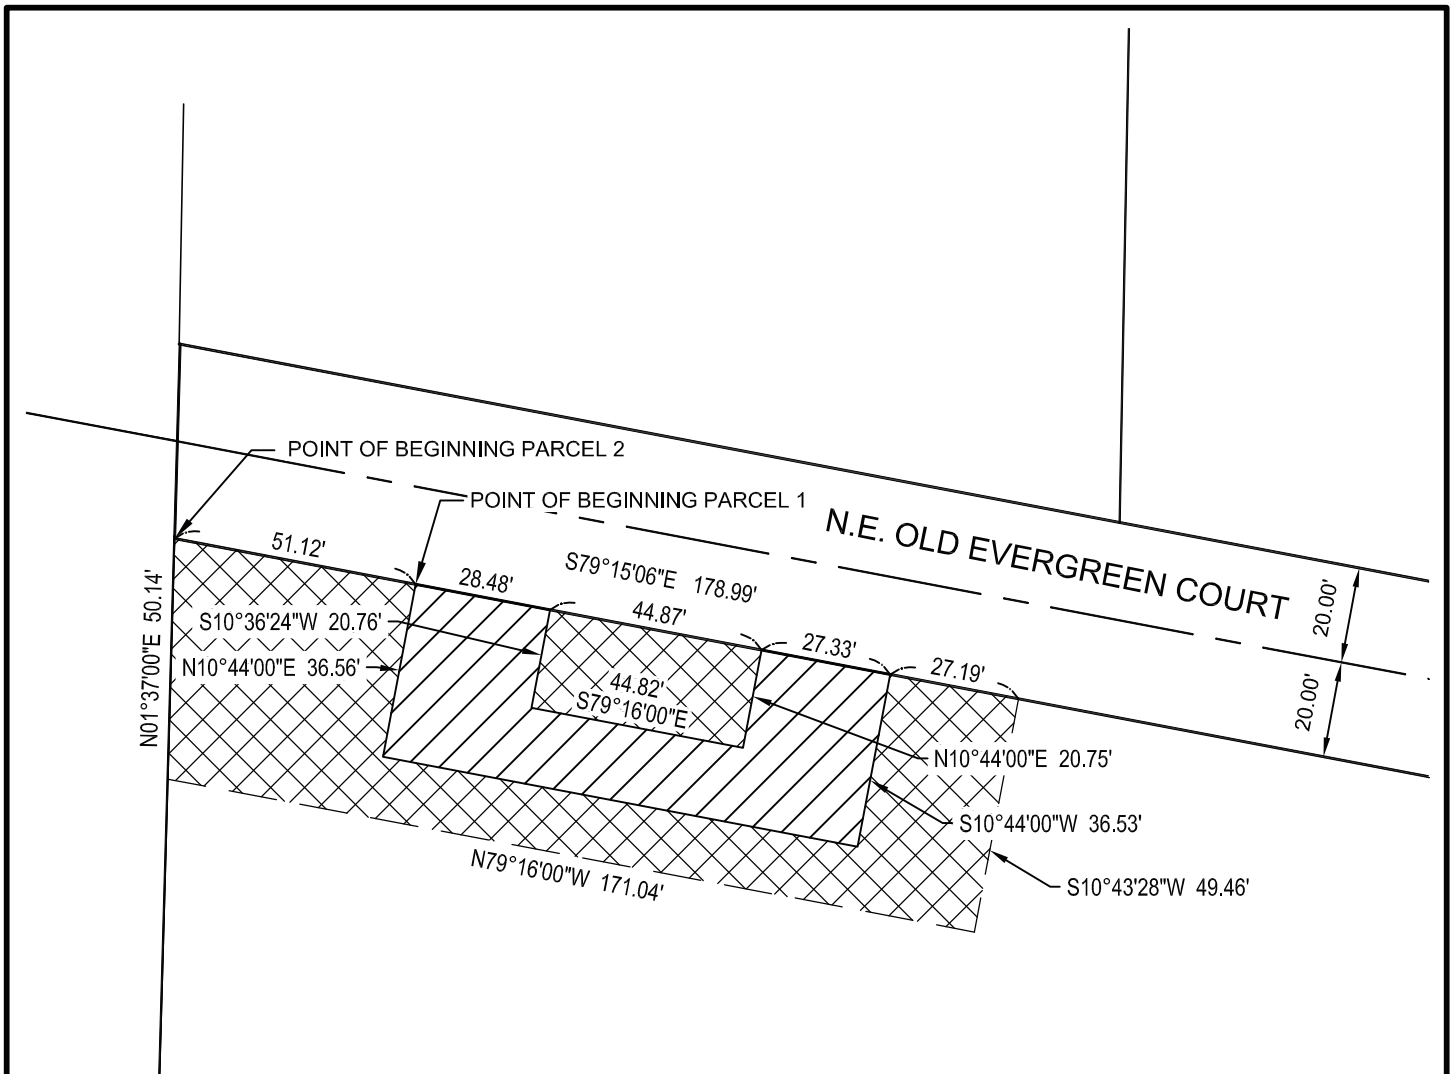 POINT OF BEGINNING PARCEL 2
POINT OF BEGINNING PARCEL 1
N.E. OLD EVERGREEN COURT
51.12'
28.48'
S79°15'06"E 178.99'
44.87'
27.33'
27.19'
20.00'
20.00'
N01°37'00"E 50.14'
S10°36'24"W 20.76'
N10°44'00"E 36.56'
44.82'
S79°16'00"E
N10°44'00"E 20.75'
S10°44'00"W 36.53'
N79°16'00"W 171.04'
S10°43'28"W 49.46'